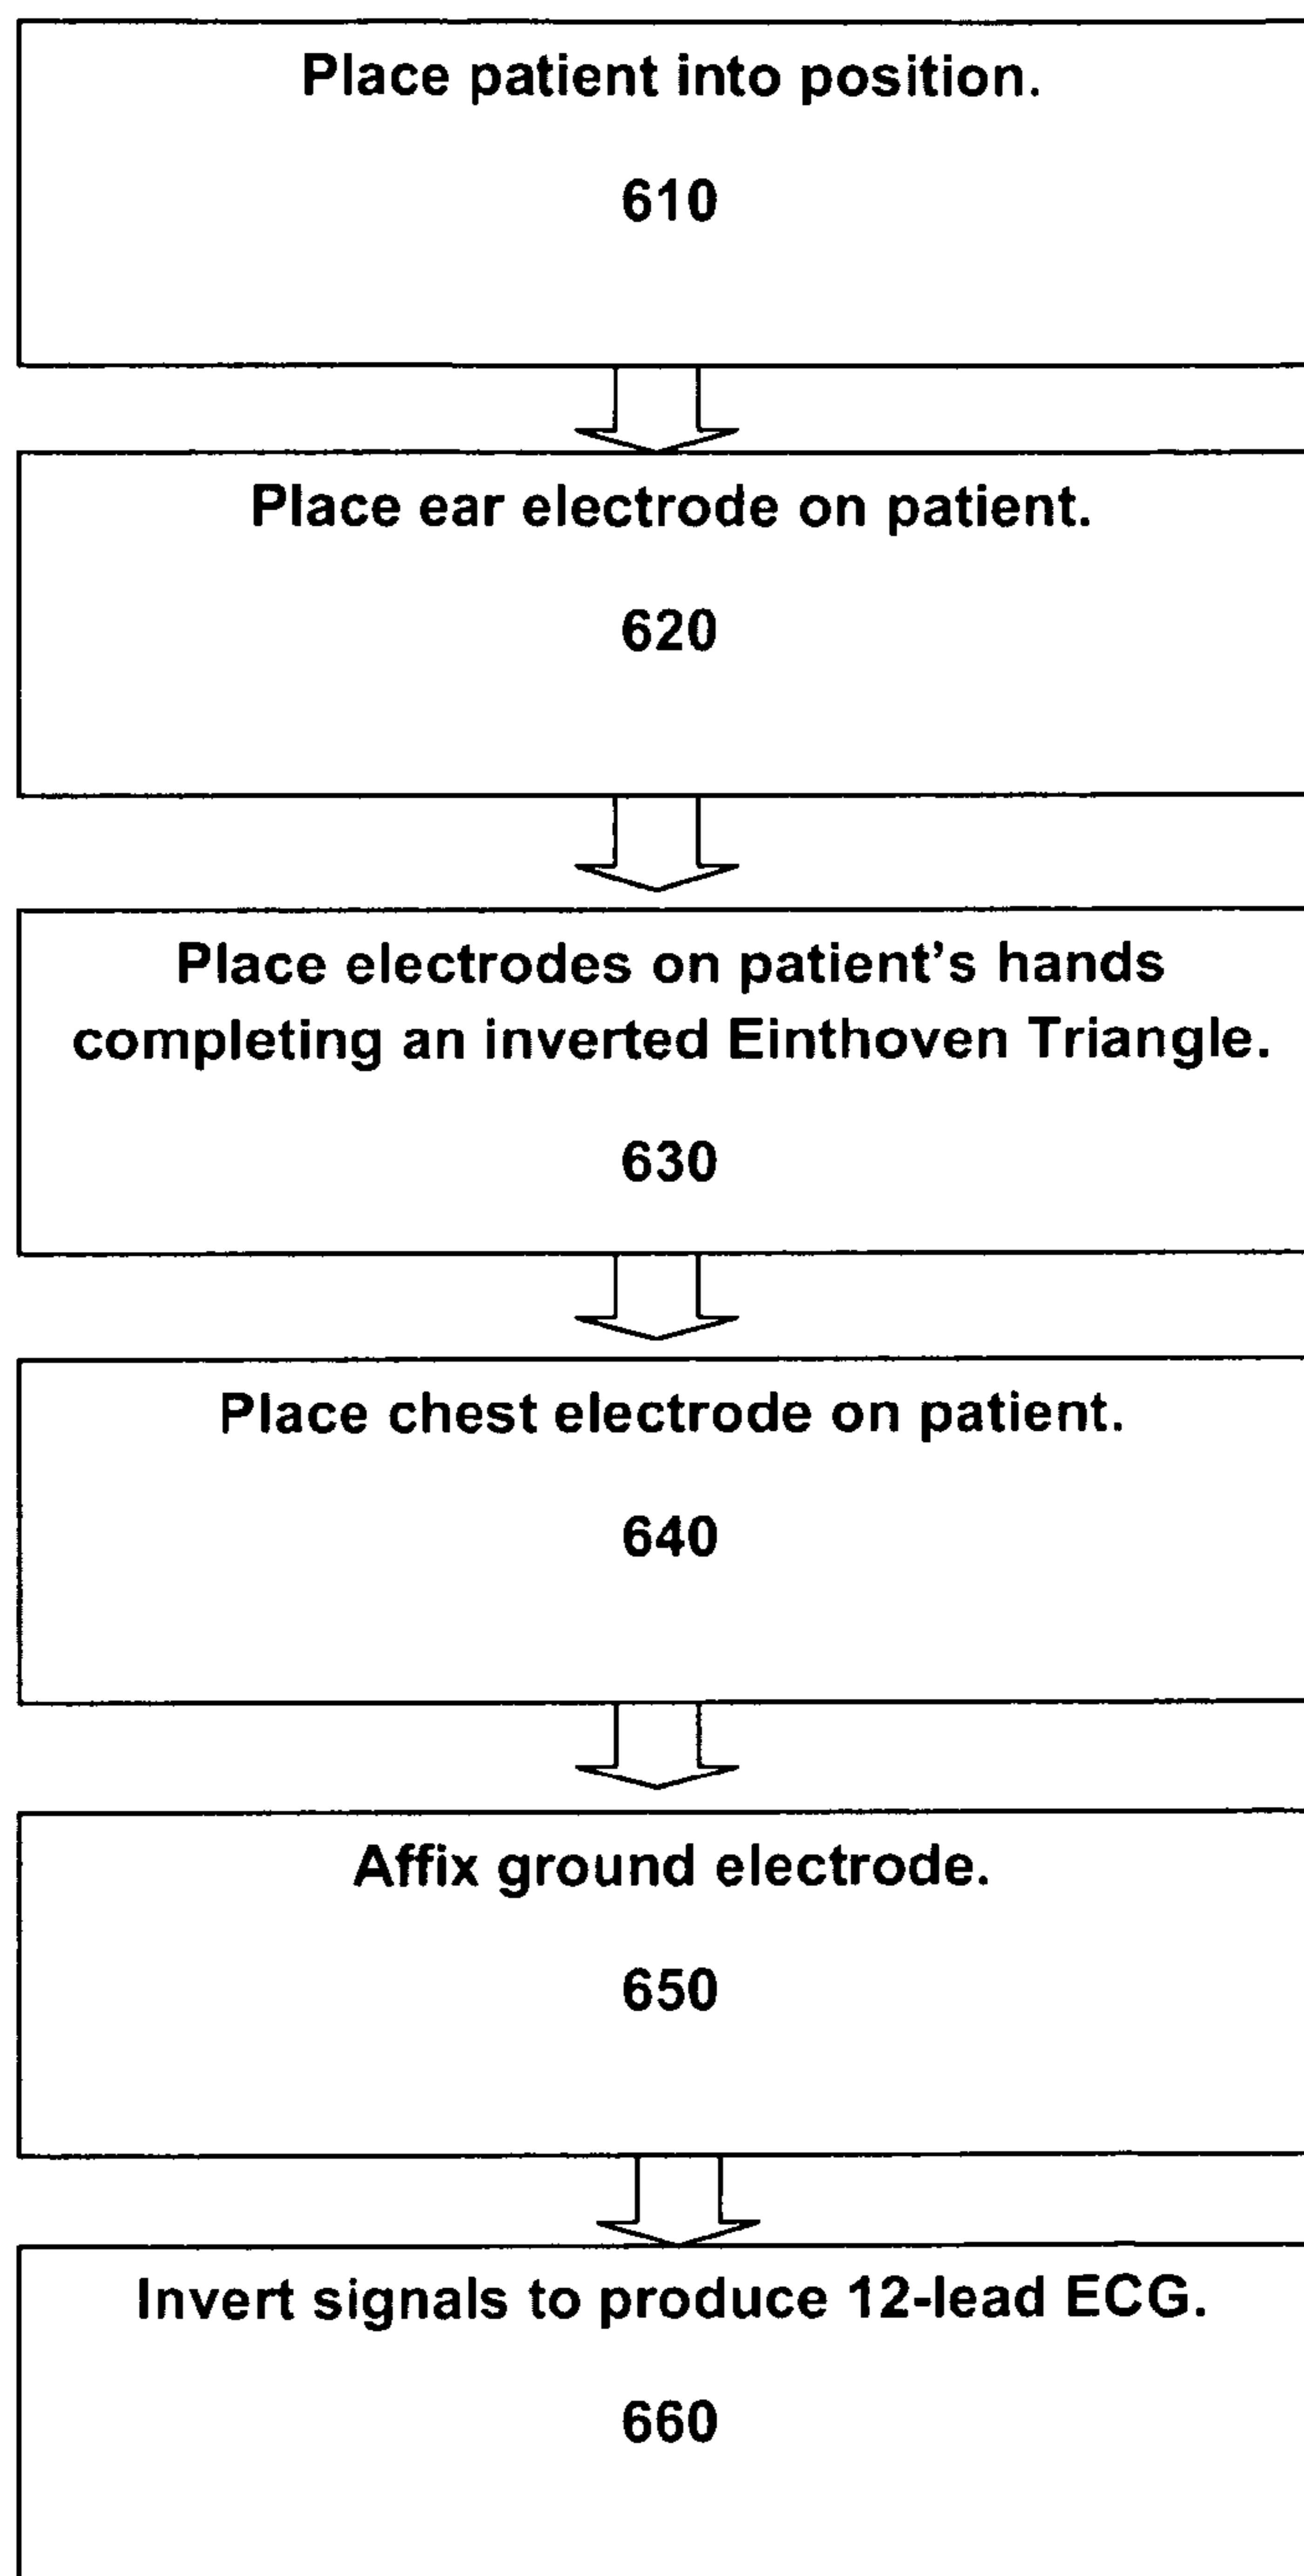 Place patient into position.
610
Place ear electrode on patient.
620
Place electrodes on patient's hands
completing an inverted Einthoven Triangle.
630
Place chest electrode on patient.
640
Affix ground electrode.
650
Invert signals to produce 12-lead ECG.
660